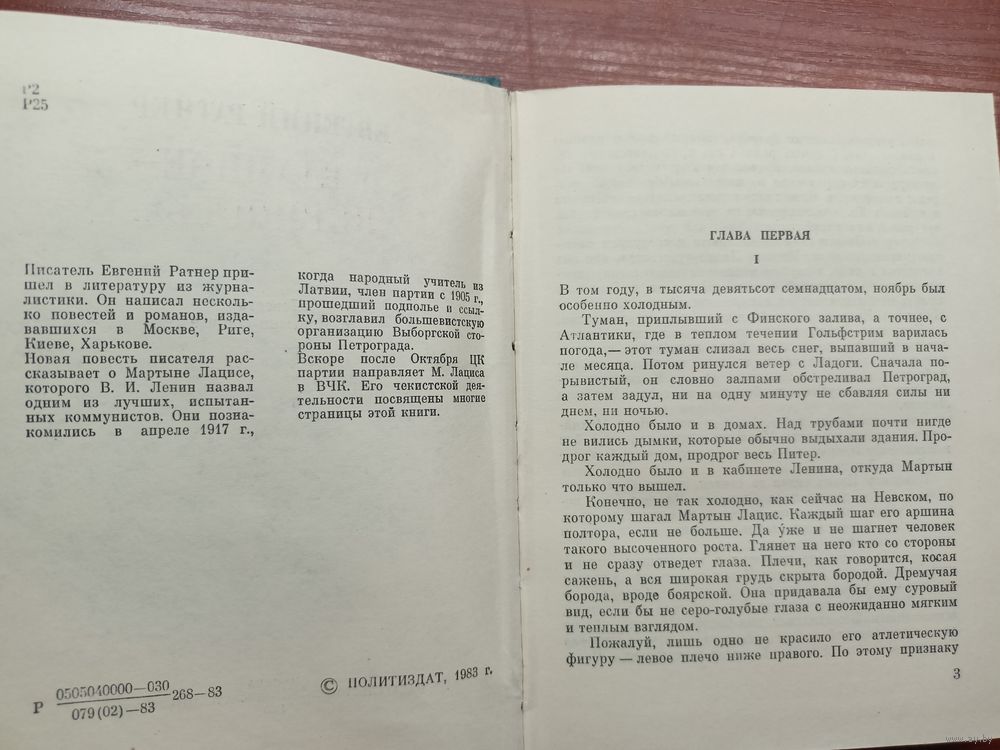 Р2
Р25
Писатель Евгений Ратнер при-
шел в литературу из журна-
листики. Он написал несколь-
ко повестей и романов, изда-
вавшихся в Москве, Риге,
Киеве, Харькове.
Новая повесть писателя рас-
сказывает о Мартыне Лацисе,
которого В. И. Ленин назвал
одним из лучших, испытан-
ных коммунистов. Они позна-
комились в апреле 1917 г.,
когда народный учитель из
Латвии, член партии с 1905 г.,
прошедший подполье и ссыл-
ку, возглавил большевистскую
организацию Выборгской сто-
роны Петрограда.
Вскоре после Октября ЦК
партии направляет М. Лациса
в ВЧК. Его чекистской дея-
тельности посвящены многие
страницы этой книги.
Р 0505040000—030 268—83
079(02)—83
© ПОЛИТИЗДАТ, 1983 г.
ГЛАВА ПЕРВАЯ
I
В том году, в тысяча девятьсот семнадцатом, ноябрь был
особенно холодным.
Туман, приплывший с Финского залива, а точнее, с
Атлантики, где в теплом течении Гольфстрим варилась
погода,— этот туман слизал весь снег, выпавший в нача-
ле месяца. Потом ринулся ветер с Ладоги. Сначала по-
рывистый, он словно залпами обстреливал Петроград,
а затем задул, ни на одну минуту не сбавляя силы ни
днем, ни ночью.
Холодно было и в домах. Над трубами почти нигде
не вились дымки, которые обычно выдыхали здания. Про-
дрог каждый дом, продрог весь Питер.
Холодно было и в кабинете Ленина, откуда Мартын
только что вышел.
Конечно, не так холодно, как сейчас на Невском, по
которому шагал Мартын Лацис. Каждый шаг его аршина
полтора, если не больше. Да у́же и не шагнет человек
такого высоченного роста. Глянет на него кто со стороны
и не сразу отведет глаза. Плечи, как говорится, косая
сажень, а вся широкая грудь скрыта бородой. Дремучая
борода, вроде боярской. Она придавала бы ему суровый
вид, если бы не серо-голубые глаза с неожиданно мягким
и теплым взглядом.
Пожалуй, лишь одно не красило его атлетическую
фигуру — левое плечо ниже правого. По этому признаку
3
www.ay.by